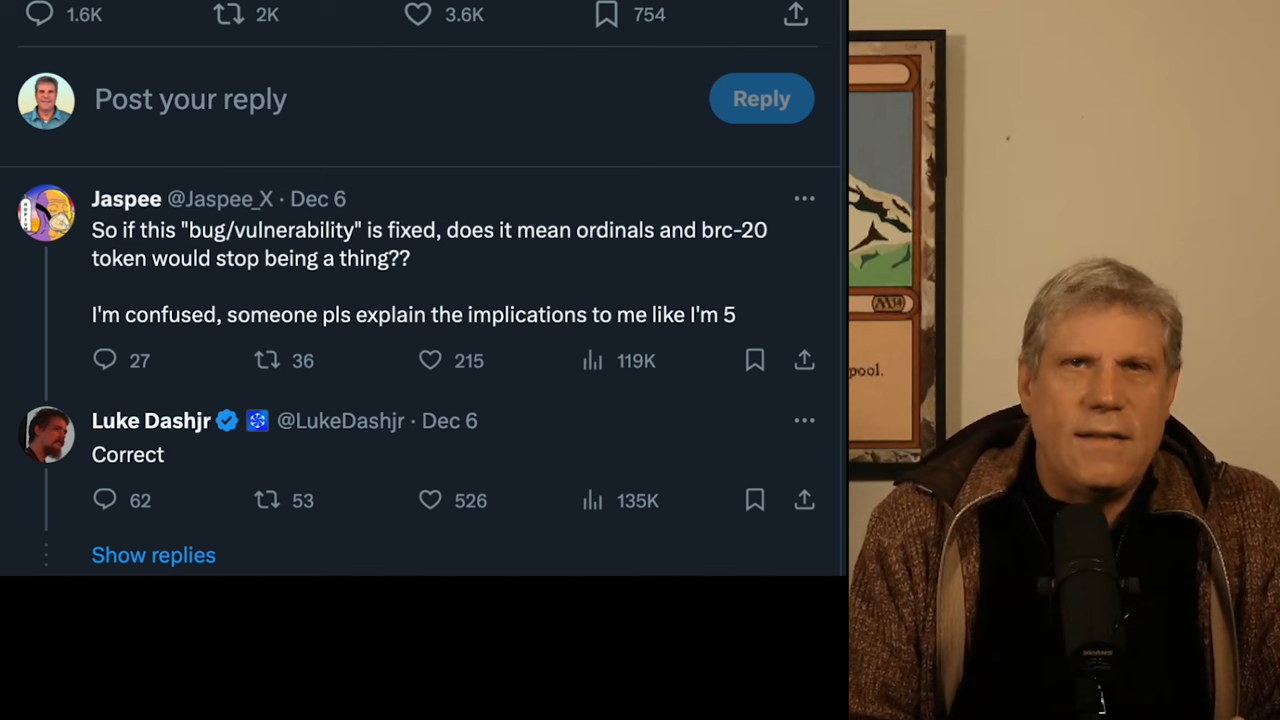 1.6K 2K 3.6K 754
Post your reply
Reply
Jaspee @Jaspee_X · Dec 6
So if this "bug/vulnerability" is fixed, does it mean ordinals and brc-20
token would stop being a thing??
I'm confused, someone pls explain the implications to me like I'm 5
27 36 215 119K
Luke Dashjr @LukeDashjr · Dec 6
Correct
62 53 526 135K
Show replies
pool.